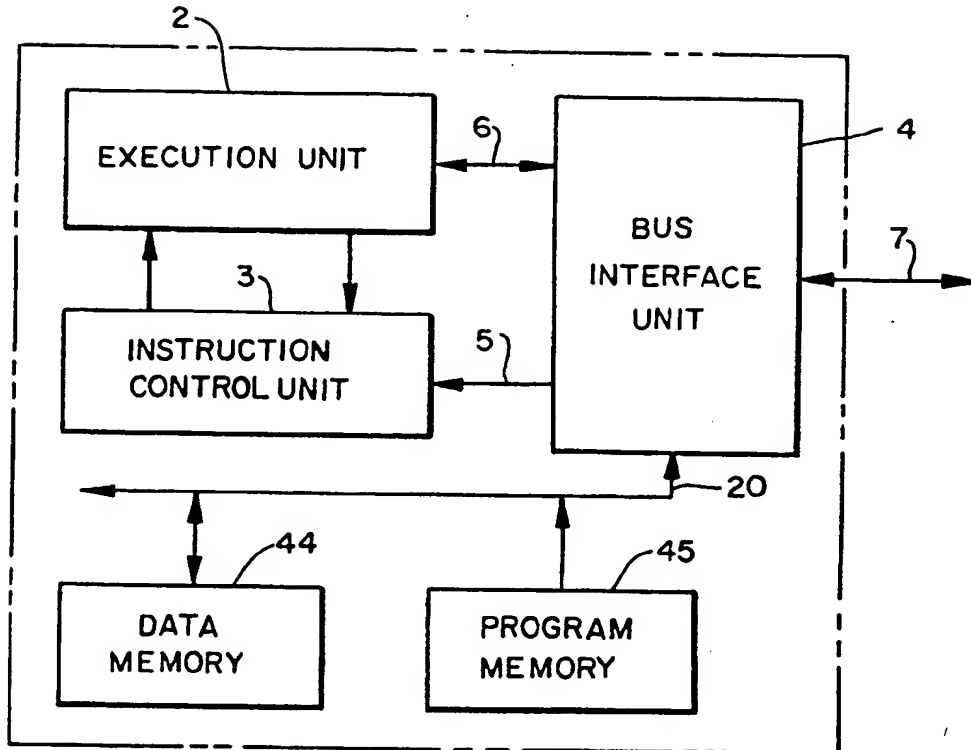 2
EXECUTION UNIT
6
4
BUS
INTERFACE
UNIT
7
3
INSTRUCTION
CONTROL UNIT
5
20
44
DATA
MEMORY
45
PROGRAM
MEMORY